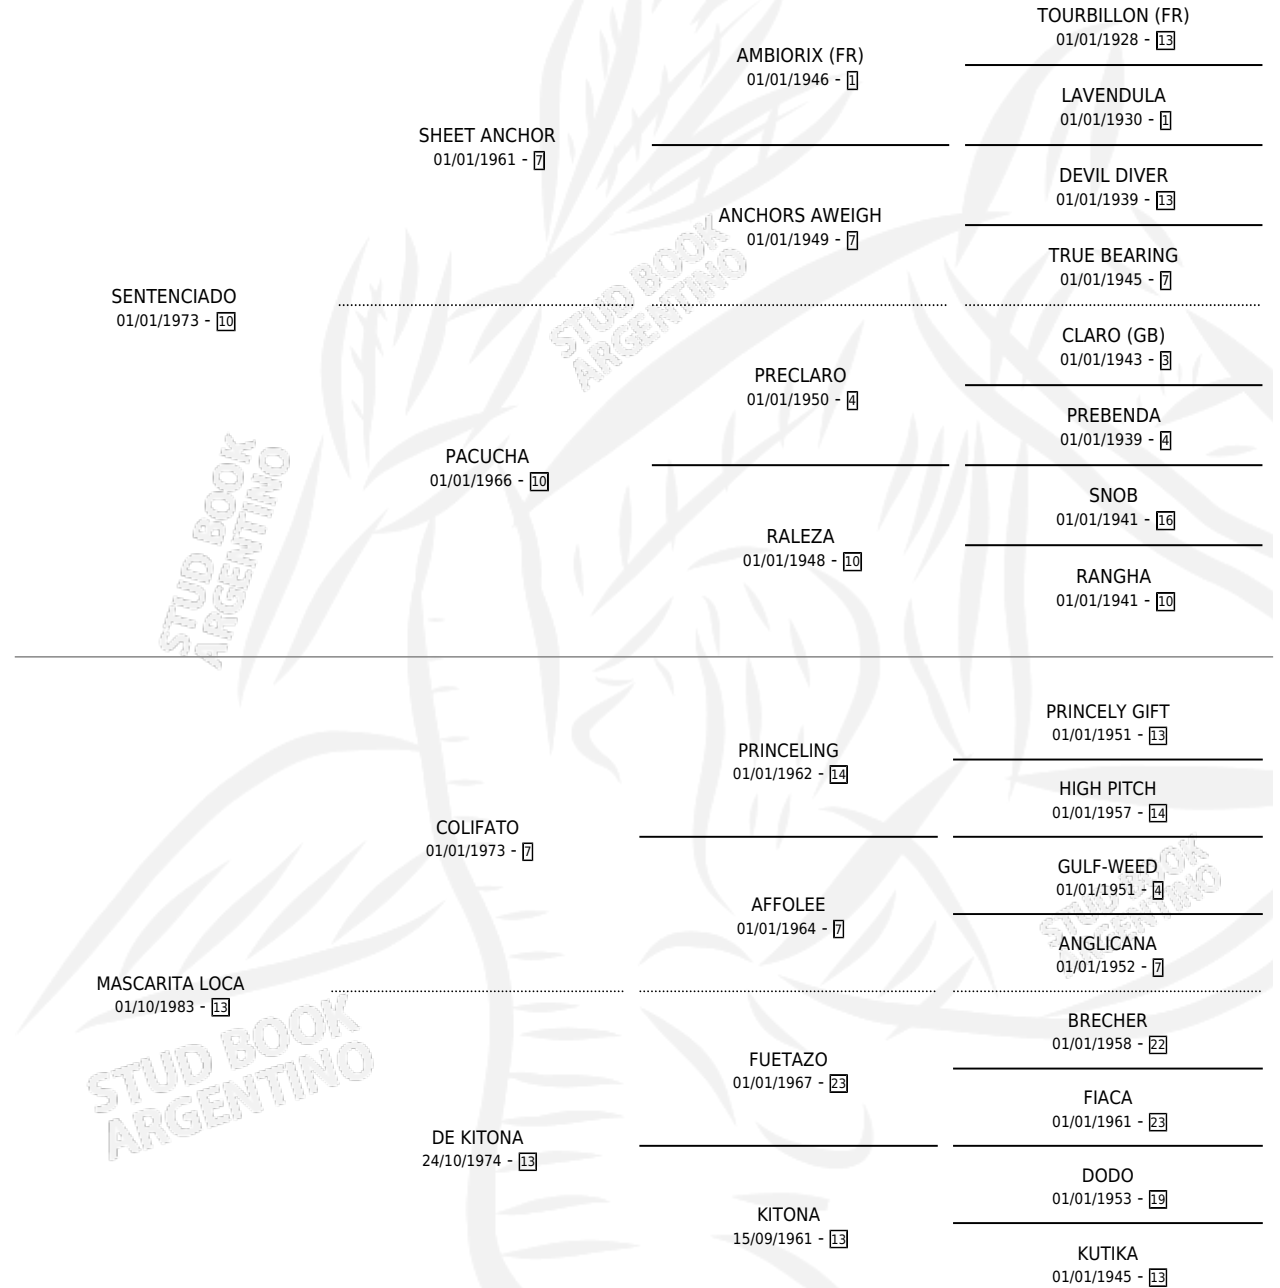 TOURBILLON (FR)
01/01/1928 - 13
AMBIORIX (FR)
01/01/1946 - 1
LAVENDULA
01/01/1930 - 1
SHEET ANCHOR
01/01/1961 - 7
DEVIL DIVER
01/01/1939 - 13
ANCHORS AWEIGH
01/01/1949 - 7
TRUE BEARING
01/01/1945 - 7
SENTENCIADO
01/01/1973 - 10
STUD BOOK
ARGENTINO
CLARO (GB)
01/01/1943 - 3
PRECLARO
01/01/1950 - 4
PREBENDA
01/01/1939 - 4
PACUCHA
01/01/1966 - 10
SNOB
01/01/1941 - 16
RALEZA
01/01/1948 - 10
RANGHA
01/01/1941 - 10
STUD BOOK
ARGENTINO
PRINCELY GIFT
01/01/1951 - 13
PRINCELING
01/01/1962 - 14
HIGH PITCH
01/01/1957 - 14
COLIFATO
01/01/1973 - 7
GULF-WEED
01/01/1951 - 4
AFFOLEE
01/01/1964 - 7
ANGLICANA
01/01/1952 - 7
STUD BOOK
ARGENTINO
MASCARITA LOCA
01/10/1983 - 13
BRECHER
01/01/1958 - 22
FUETAZO
01/01/1967 - 23
FIACA
01/01/1961 - 23
STUD BOOK
ARGENTINO
DE KITONA
24/10/1974 - 13
DODO
01/01/1953 - 19
KITONA
15/09/1961 - 13
KUTIKA
01/01/1945 - 13